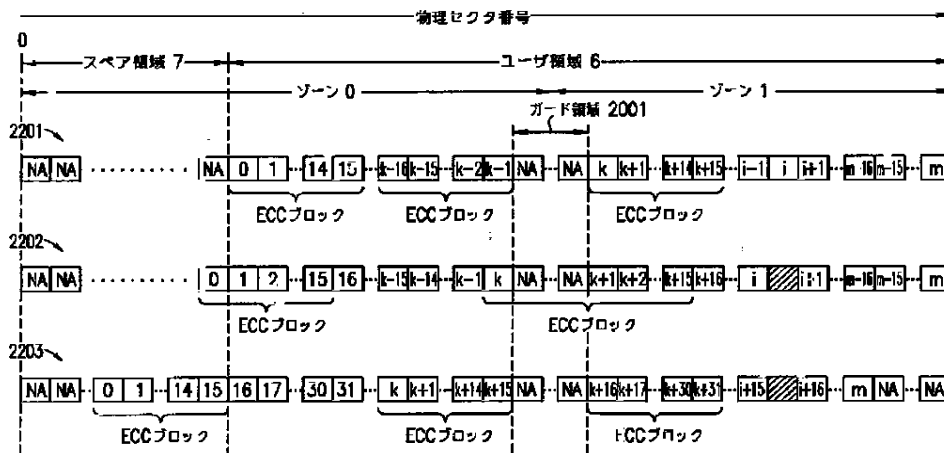 物理セクタ番号
0
スペア領域 7 ユーザ領域 6
ゾーン 0 ゾーン 1
ガード領域 2001
2201
NA NA ‥‥‥‥‥ NA 0 1 ‥ 14 15 ‥ k-16 k-15 ‥ k-2 k-1 NA ‥ NA k k+1 ‥ k+14 k+15 ‥ i-1 i i+1 ‥ m-16 m-15 ‥ m
ECCブロック ECCブロック ECCブロック
2202
NA NA ‥‥‥‥‥ 0 1 2 ‥ 15 16 ‥ k-15 k-14 ‥ k-1 k NA ‥ NA k+1 k+2 ‥ k+15 k+16 ‥ i i+1 ‥ m-16 m-15 ‥ m
ECCブロック ECCブロック
2203
NA NA ‥ 0 1 ‥ 14 15 16 17 ‥ 30 31 ‥ k k+1 ‥ k+14 k+15 NA ‥ NA k+16 k+17 ‥ k+30 k+31 ‥ i+15 i+16 ‥ m NA ‥ NA
ECCブロック ECCブロック ECCブロック